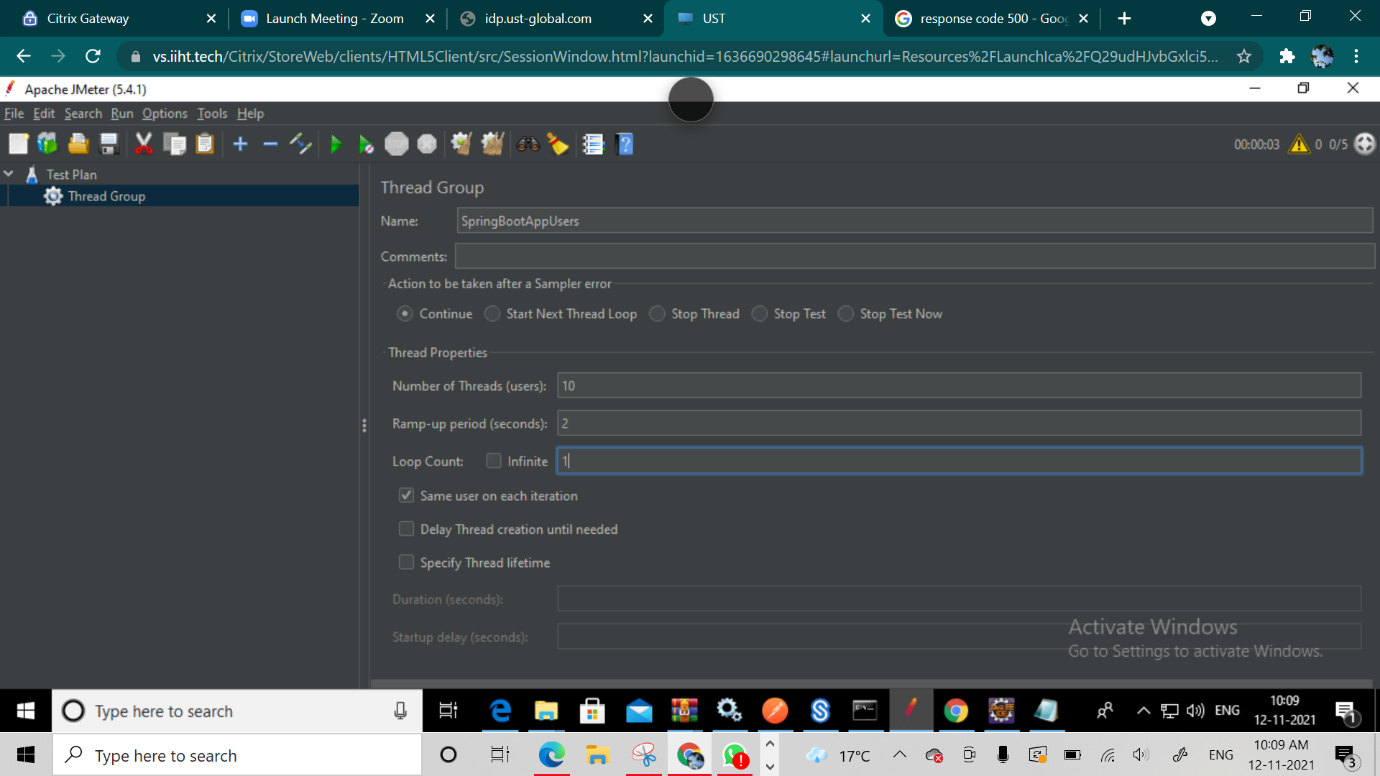 Citrix Gateway
Launch Meeting - Zoom
idp.ust-global.com
UST
response code 500 - Goo
vs.iiht.tech/Citrix/StoreWeb/clients/HTML5Client/src/SessionWindow.html?launchid=1636690298645#launchurl=Resources%2FLaunchIca%2FQ29udHJvbGxlci5...
Apache JMeter (5.4.1)
File Edit Search Run Options Tools Help
00:00:03 0 0/5
Test Plan
Thread Group
Thread Group
Name: SpringBootAppUsers
Comments:
Action to be taken after a Sampler error
Continue Start Next Thread Loop Stop Thread Stop Test Stop Test Now
Thread Properties
Number of Threads (users): 10
Ramp-up period (seconds): 2
Loop Count: Infinite 1
Same user on each iteration
Delay Thread creation until needed
Specify Thread lifetime
Duration (seconds):
Startup delay (seconds):
Activate Windows
Go to Settings to activate Windows.
Type here to search
ENG
10:09
12-11-2021
1
Type here to search
17°C
ENG
10:09 AM
12-11-2021
3